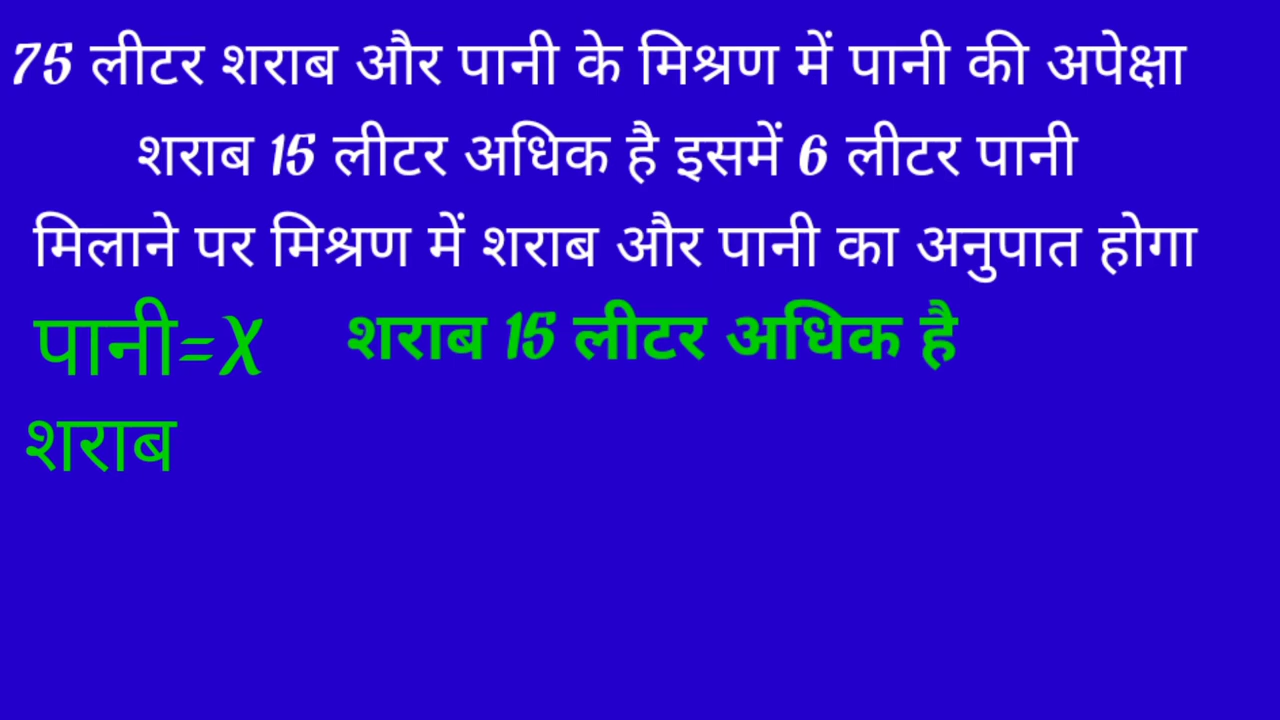 75 लीटर शराब और पानी के मिश्रण में पानी की अपेक्षा
शराब 15 लीटर अधिक है इसमें 6 लीटर पानी
मिलाने पर मिश्रण में शराब और पानी का अनुपात होगा
पानी=X शराब 15 लीटर अधिक है
शराब